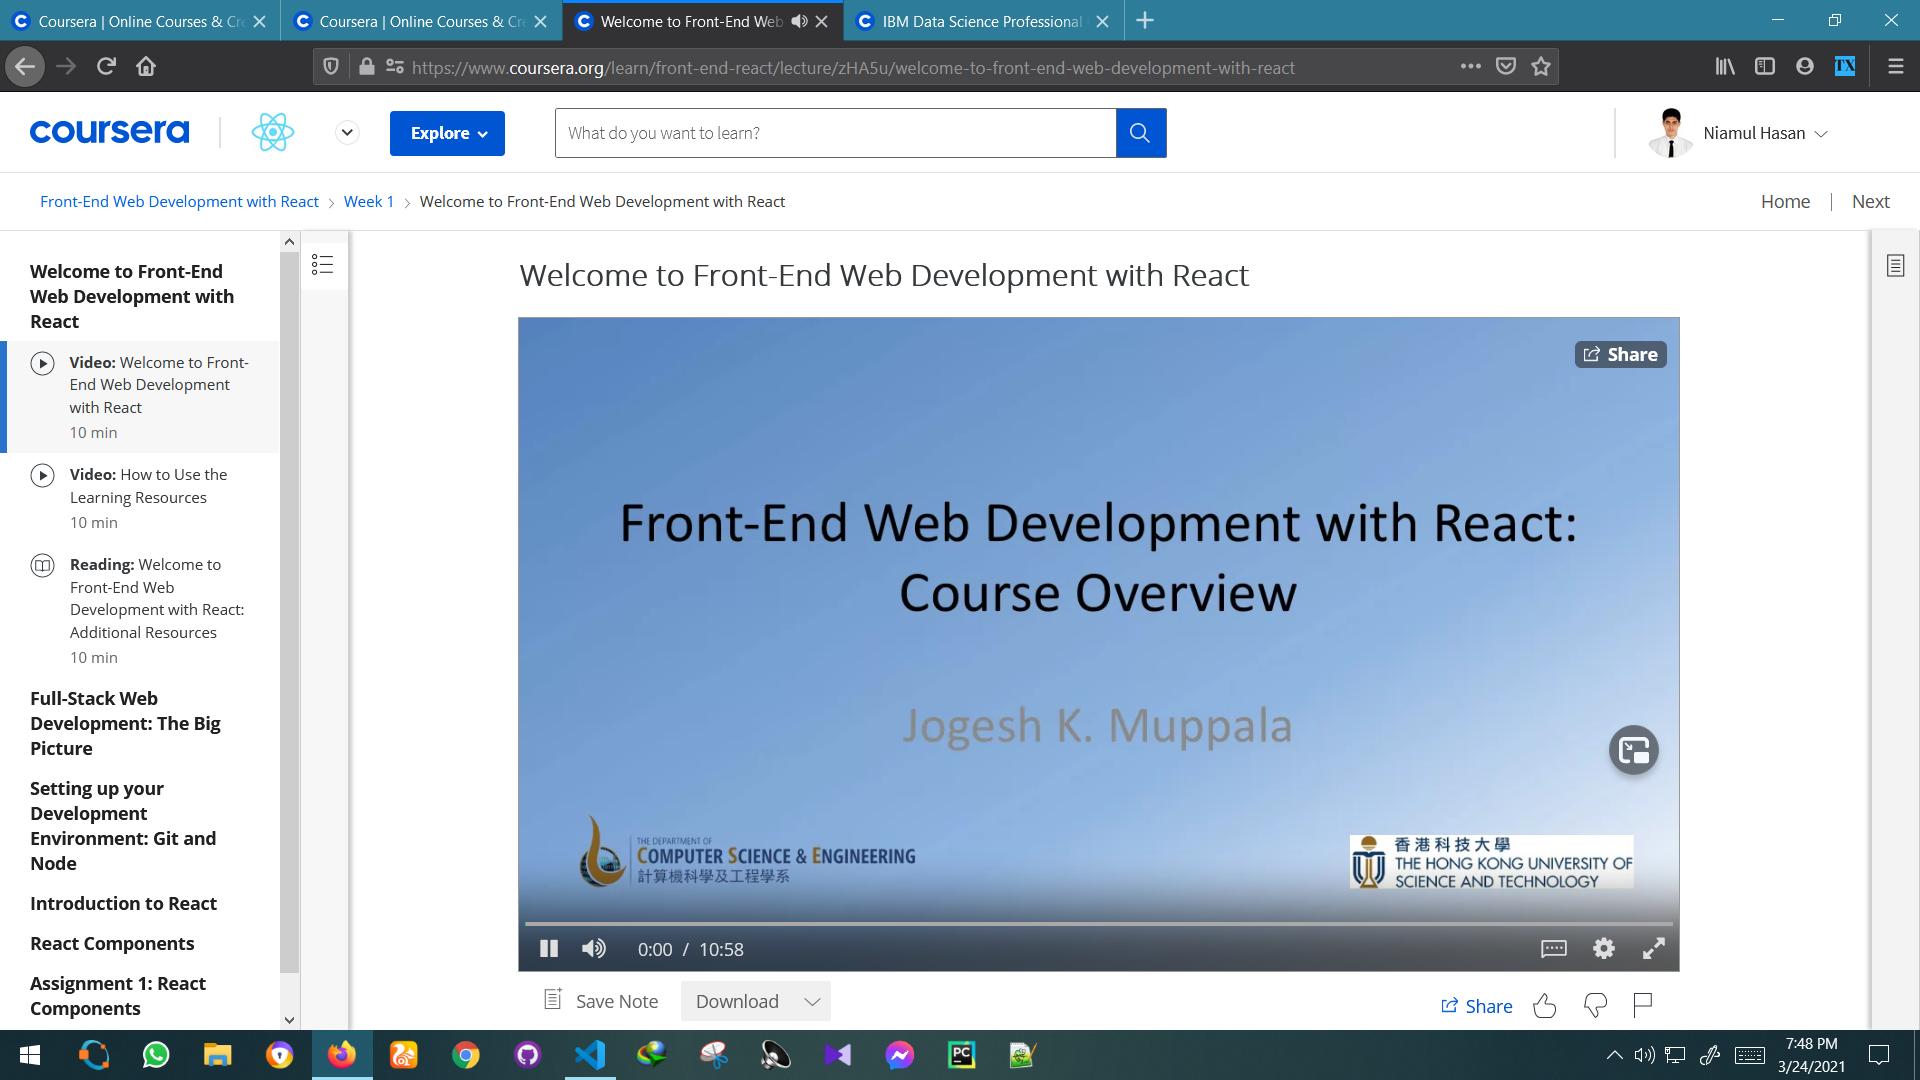 Coursera | Online Courses & Cre
Coursera | Online Courses & Cre
Welcome to Front-End Web
IBM Data Science Professional
https://www.coursera.org/learn/front-end-react/lecture/zHA5u/welcome-to-front-end-web-development-with-react
TX
coursera
Explore
What do you want to learn?
Niamul Hasan
Front-End Web Development with React
Week 1
Welcome to Front-End Web Development with React
Home
Next
Welcome to Front-End
Web Development with
React
Video: Welcome to Front-
End Web Development
with React
10 min
Video: How to Use the
Learning Resources
10 min
Reading: Welcome to
Front-End Web
Development with React:
Additional Resources
10 min
Full-Stack Web
Development: The Big
Picture
Setting up your
Development
Environment: Git and
Node
Introduction to React
React Components
Assignment 1: React
Components
Welcome to Front-End Web Development with React
Share
Front-End Web Development with React:
Course Overview
Jogesh K. Muppala
THE DEPARTMENT OF
COMPUTER SCIENCE & ENGINEERING
計算機科學及工程學系
香港科技大學
THE HONG KONG UNIVERSITY OF
SCIENCE AND TECHNOLOGY
0:00 / 10:58
Save Note
Download
Share
PC
7:48 PM
3/24/2021